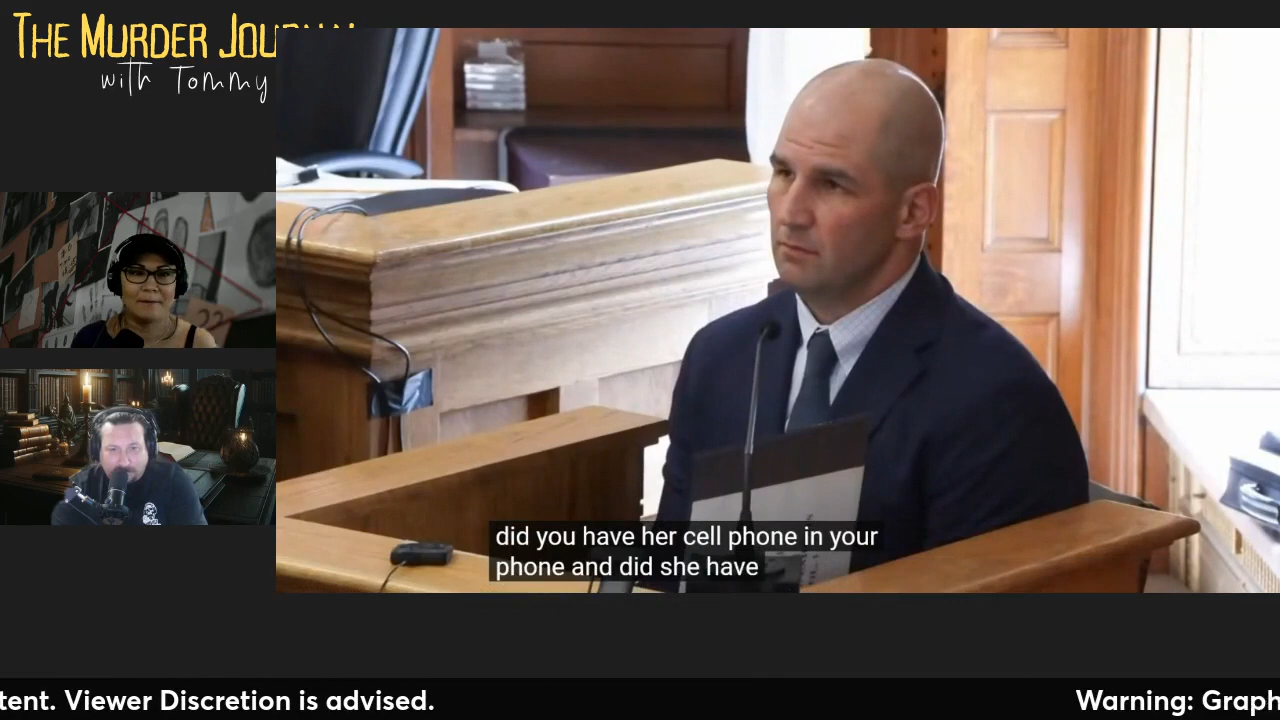 THE MURDER JOURNAL
with Tommy
did you have her cell phone in your
phone and did she have
tent. Viewer Discretion is advised.
Warning: Graph